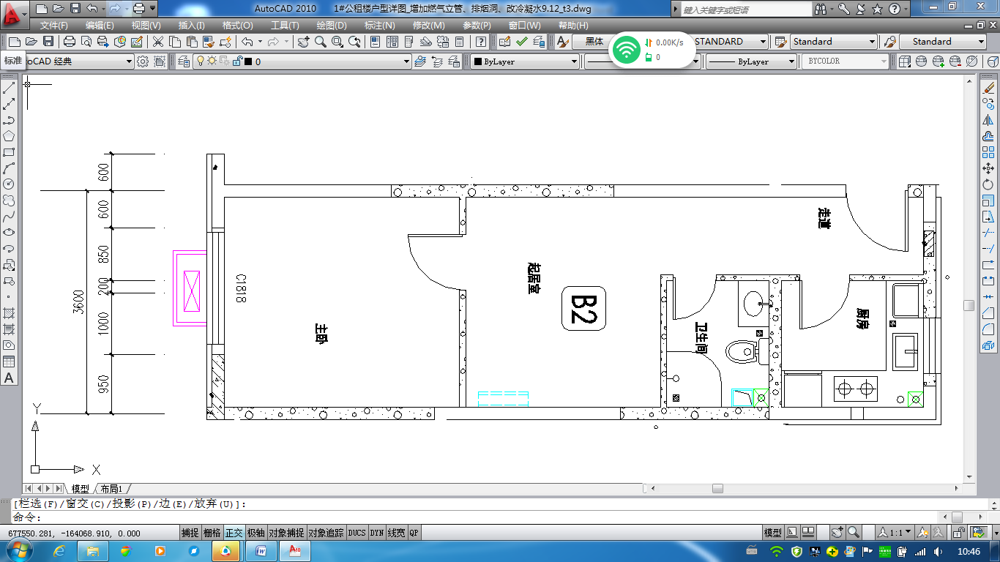 AutoCAD 2010 1#公租楼户型详图_增加燃气立管、排烟洞、改冷凝水9.12_t3.dwg 键入关键字或短语
文件(F) 编辑(E) 视图(V) 插入(I) 格式(O) 工具(T) 绘图(D) 标注(N) 修改(M) 参数(P) 窗口(W) 帮助(H)
黑体 0.00K/s STANDARD Standard Standard
标准 oCAD 经典 0 ByLayer 0 ByLayer BYCOLOR
600
600
850
200
1000
950
3600
C1818
主卧
起居室
B2
走道
卫生间
厨房
Y
X
A
模型 布局1
[栏选(F)/窗交(C)/投影(P)/边(E)/放弃(U)]:
命令:
677550.281, -164068.910, 0.000 捕捉 栅格 正交 极轴 对象捕捉 对象追踪 DUCS DYN 线宽 QP 模型 1:1
10:46